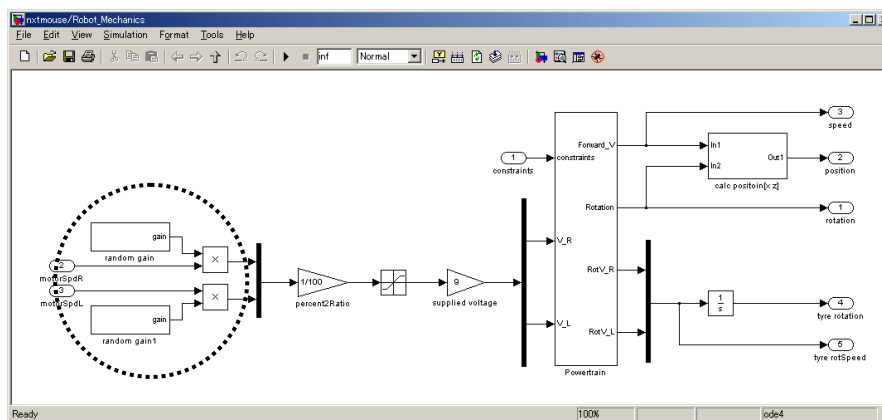 nxtmouse/Robot_Mechanics
File Edit View Simulation Format Tools Help
inf Normal
3
speed
Forward_V
In1
Out1
In2
2
position
calc positoin[x z]
1
constraints
constraints
Rotation
1
rotation
gain
random gain
×
2
motorSpdR
3
motorSpdL
×
gain
random gain1
1/100
percent2Ratio
9
supplied voltage
V_R
V_L
RotV_R
RotV_L
Powertrain
1
s
4
tyre rotation
5
tyre rotSpeed
Ready 100% ode4